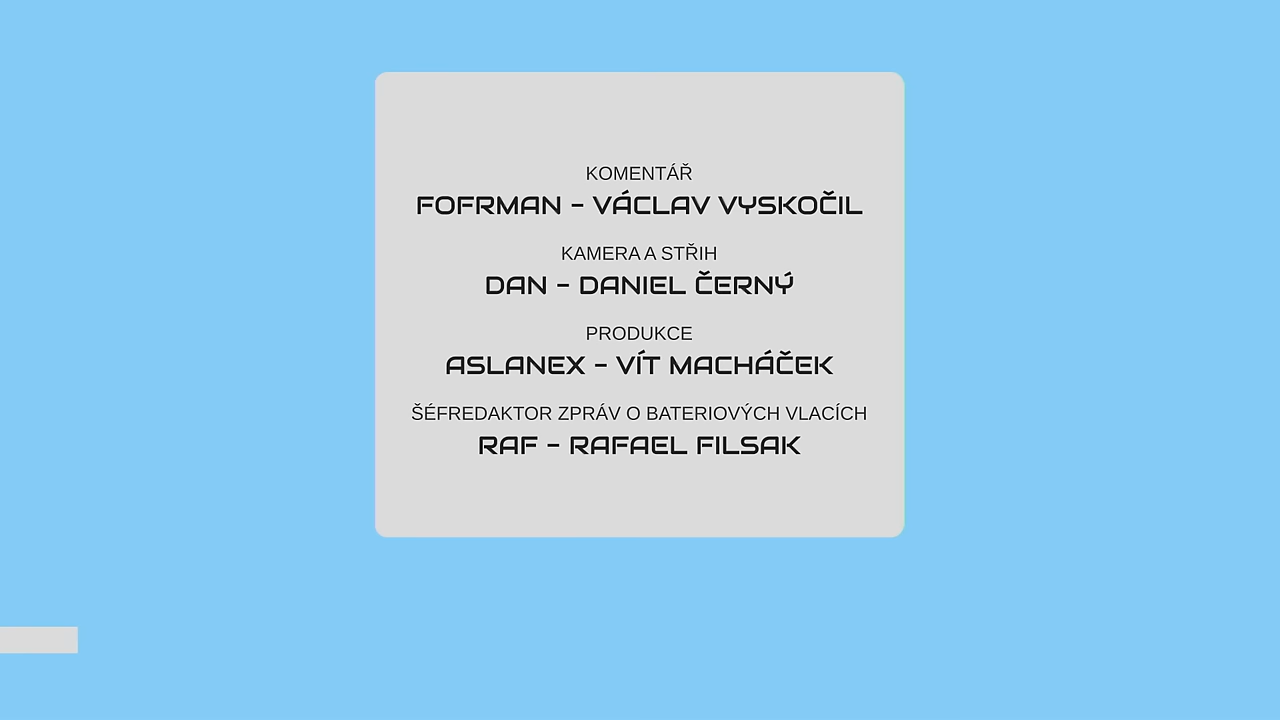 KOMENTÁŘ
FOFRMAN - VÁCLAV VYSKOČIL
KAMERA A STŘIH
DAN - DANIEL ČERNÝ
PRODUKCE
ASLANEX - VÍT MACHÁČEK
ŠÉFREDAKTOR ZPRÁV O BATERIOVÝCH VLACÍCH
RAF - RAFAEL FILSAK